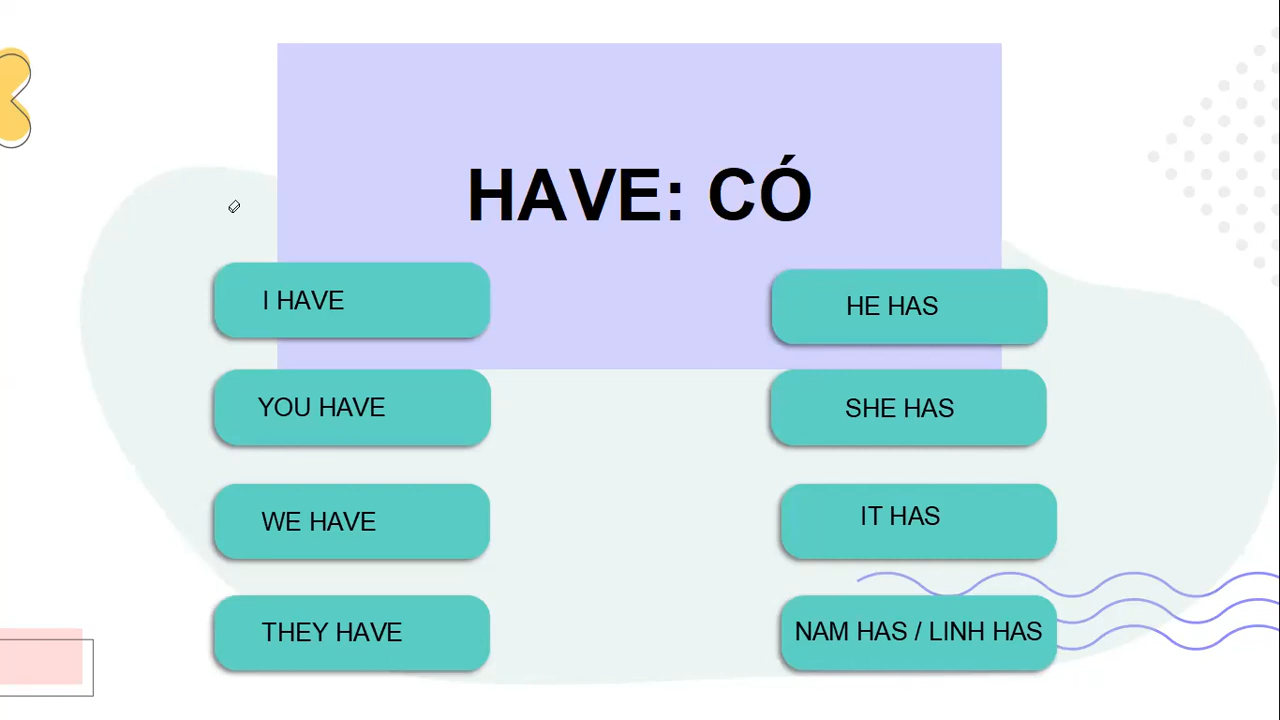 HAVE: CÓ
I HAVE
YOU HAVE
WE HAVE
THEY HAVE
HE HAS
SHE HAS
IT HAS
NAM HAS / LINH HAS